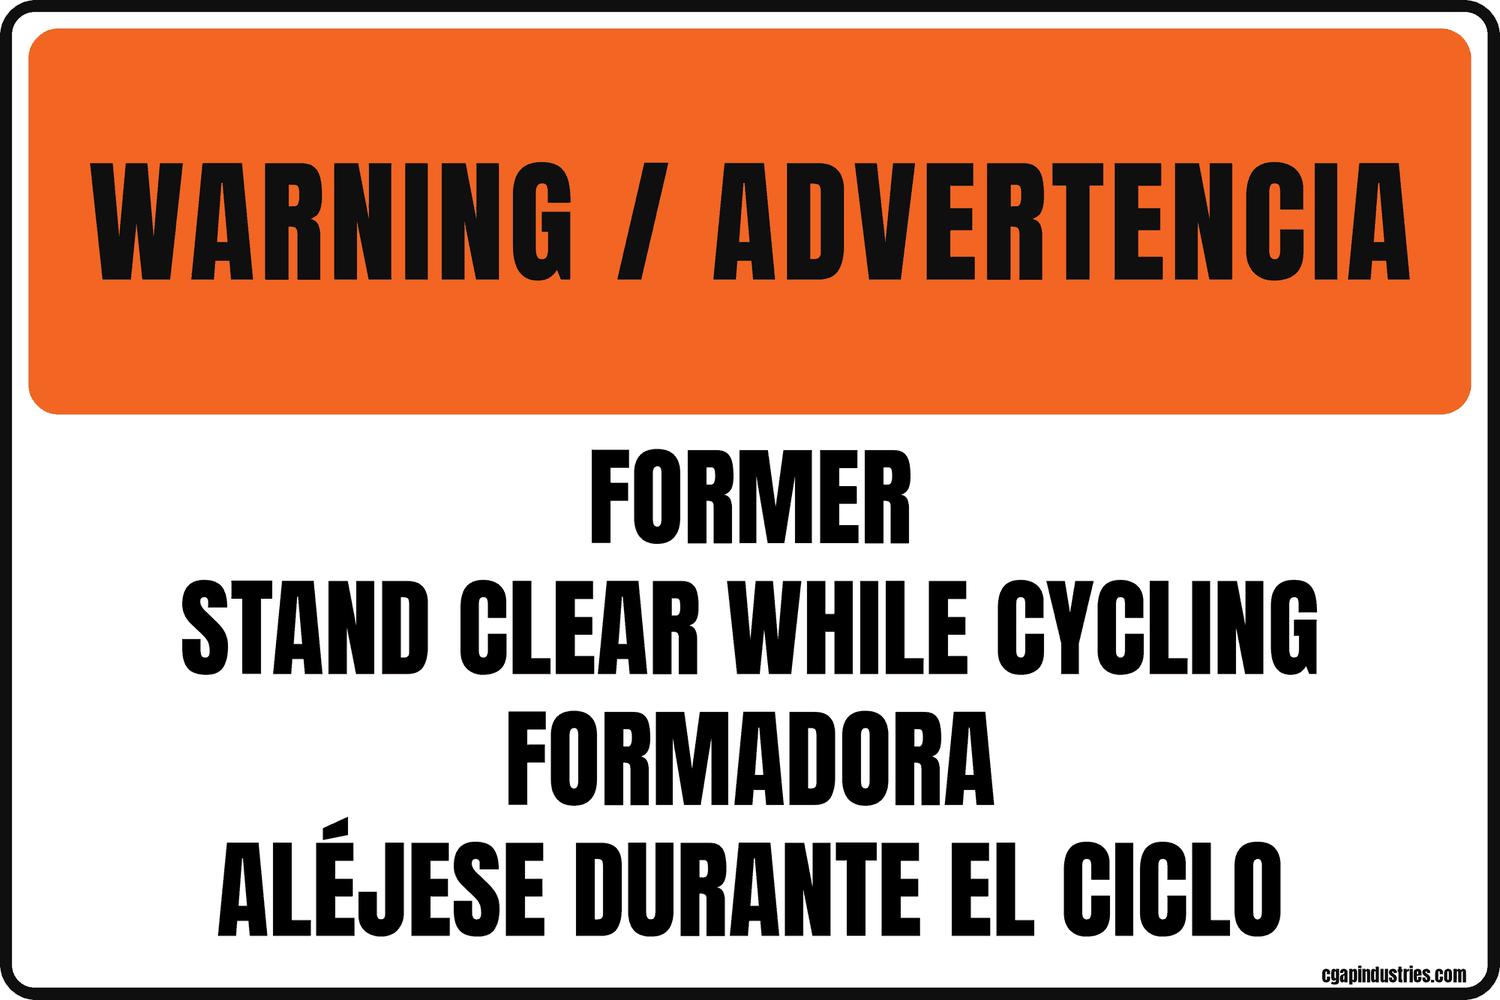 WARNING / ADVERTENCIA
FORMER
STAND CLEAR WHILE CYCLING
FORMADORA
ALÉJESE DURANTE EL CICLO
cgapindustries.com